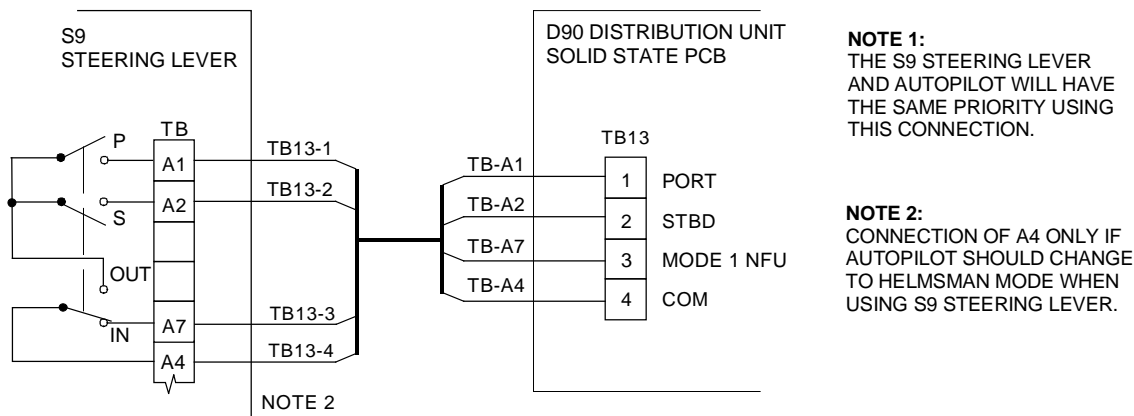 S9
STEERING LEVER
TB
P
A1
TB13-1
A2
TB13-2
S
OUT
IN
A7
TB13-3
A4
TB13-4
NOTE 2
D90 DISTRIBUTION UNIT
SOLID STATE PCB
TB13
TB-A1
1
PORT
TB-A2
2
STBD
TB-A7
3
MODE 1 NFU
TB-A4
4
COM
NOTE 1:
THE S9 STEERING LEVER
AND AUTOPILOT WILL HAVE
THE SAME PRIORITY USING
THIS CONNECTION.
NOTE 2:
CONNECTION OF A4 ONLY IF
AUTOPILOT SHOULD CHANGE
TO HELMSMAN MODE WHEN
USING S9 STEERING LEVER.